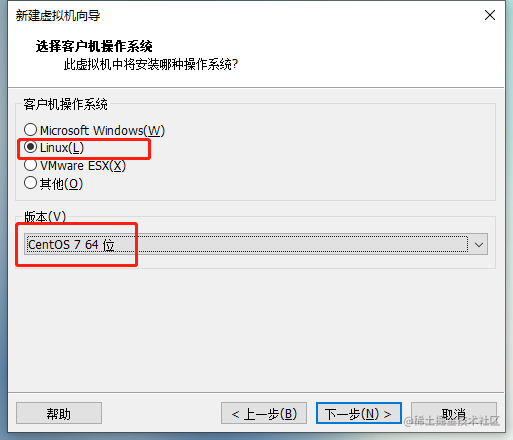 新建虚拟机向导
选择客户机操作系统
此虚拟机中将安装哪种操作系统?
客户机操作系统
Microsoft Windows(W)
Linux(L)
VMware ESX(X)
其他(O)
版本(V)
CentOS 7 64 位
帮助
< 上一步(B)
下一步(N) >
取消
@稀土掘金技术社区